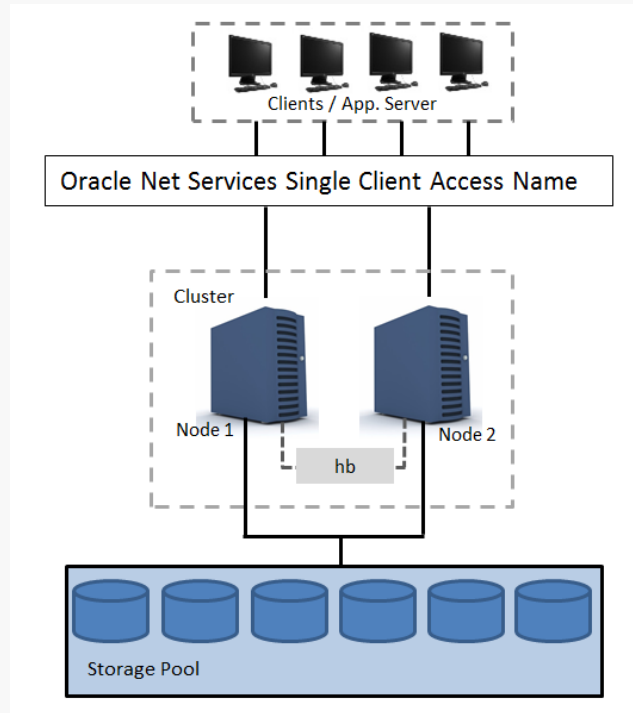 Clients / App. Server
Oracle Net Services Single Client Access Name
Cluster
Node 1
Node 2
hb
Storage Pool